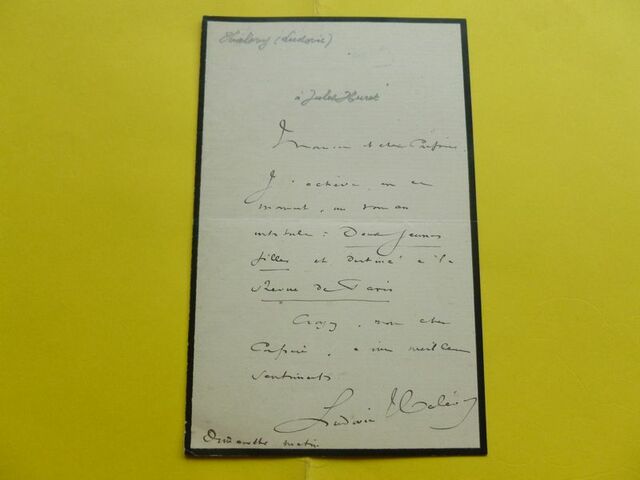 Halévy (Ludovic)
à Jules Huret
Monsieur et cher Confrère,
J'achève, en ce
moment, un roman
intitulé : Deux Jeunes
filles et destiné à la
Revue de Paris
Croyez, mon cher
Confrère, à mes meilleurs
sentiments
Ludovic Halévy
Dimanche matin